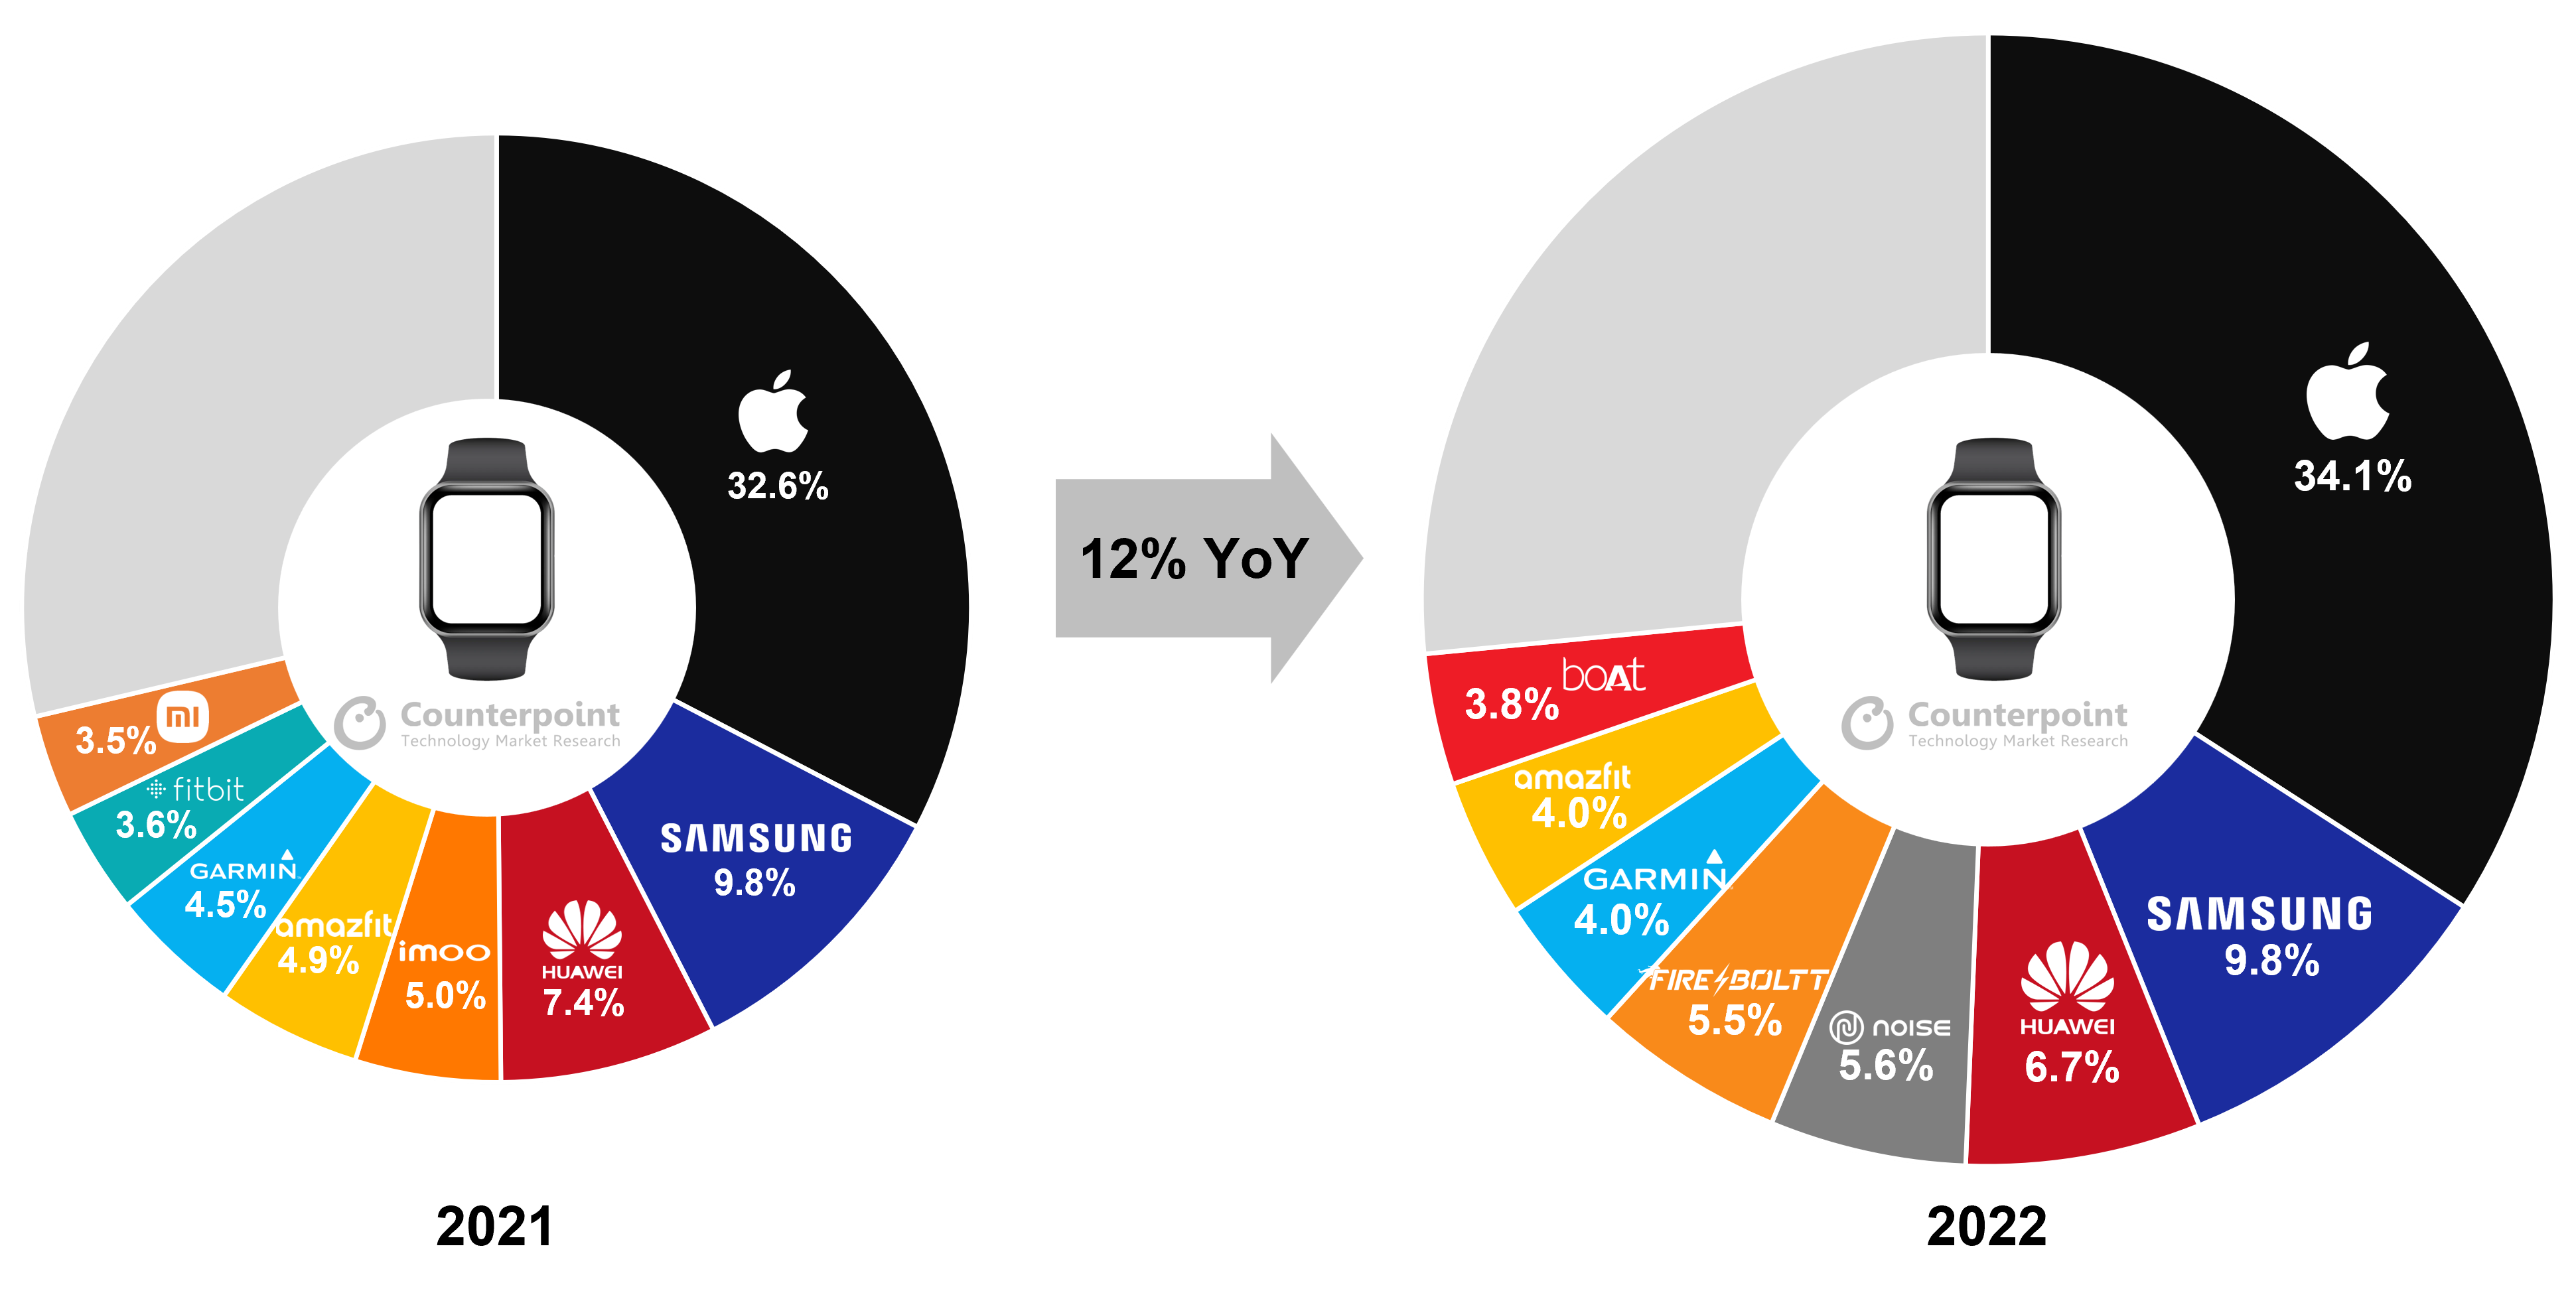 32.6%
SAMSUNG
9.8%
HUAWEI
7.4%
imoo
5.0%
amazfit
4.9%
GARMIN
4.5%
fitbit
3.6%
mi
3.5%
Counterpoint
Technology Market Research
2021
12% YoY
34.1%
SAMSUNG
9.8%
HUAWEI
6.7%
NOISE
5.6%
FIRE BOLTT
5.5%
GARMIN
4.0%
amazfit
4.0%
boAt
3.8%
Counterpoint
Technology Market Research
2022